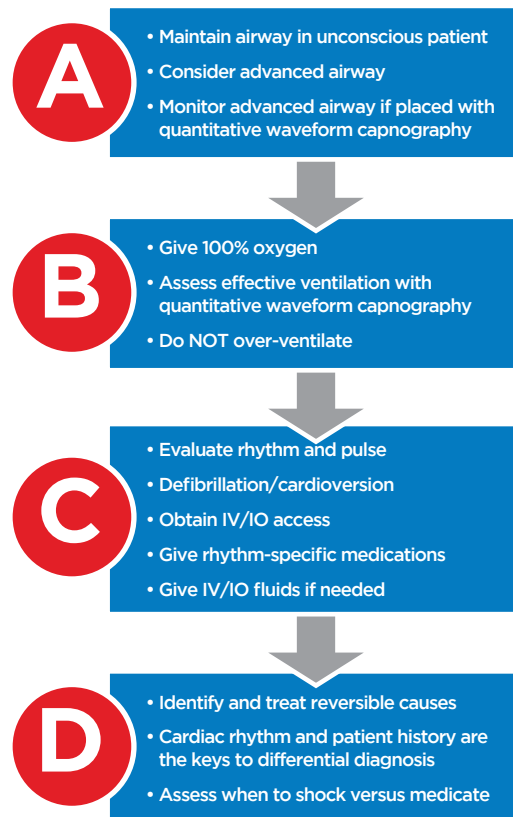 A
• Maintain airway in unconscious patient
• Consider advanced airway
• Monitor advanced airway if placed with
quantitative waveform capnography
B
• Give 100% oxygen
• Assess effective ventilation with
quantitative waveform capnography
• Do NOT over-ventilate
C
• Evaluate rhythm and pulse
• Defibrillation/cardioversion
• Obtain IV/IO access
• Give rhythm-specific medications
• Give IV/IO fluids if needed
D
• Identify and treat reversible causes
• Cardiac rhythm and patient history are
the keys to differential diagnosis
• Assess when to shock versus medicate